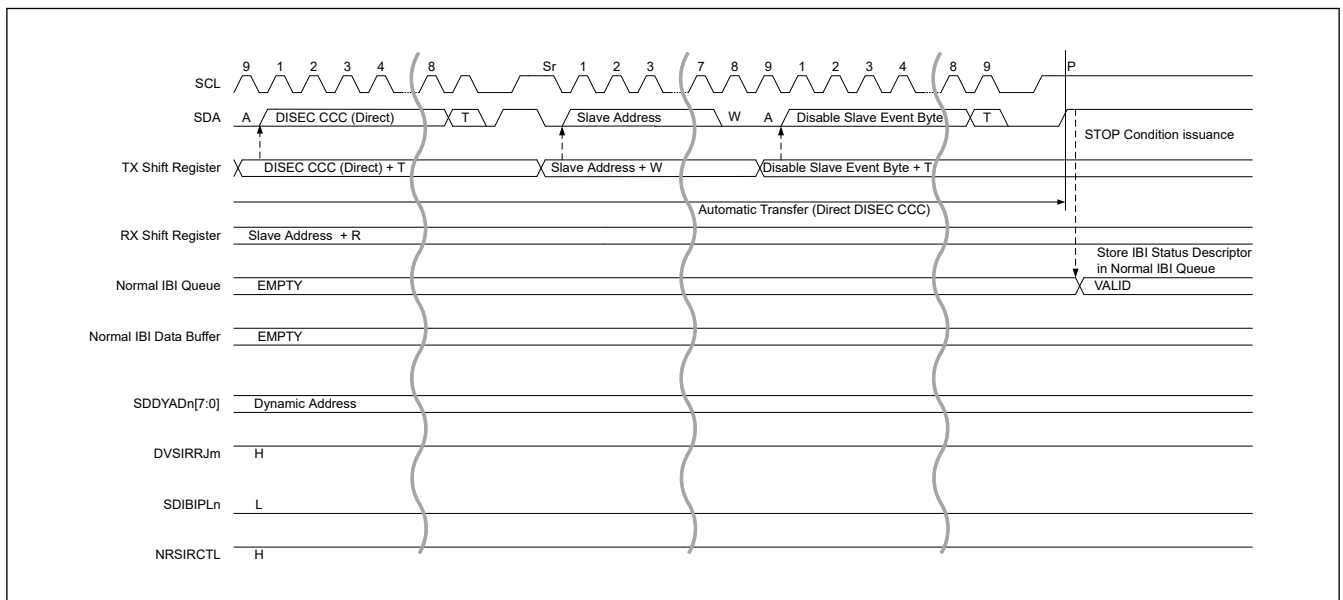 SCL 9 1 2 3 4 8 Sr 1 2 3 7 8 9 1 2 3 4 8 9 P
SDA A DISEC CCC (Direct) T Slave Address W A Disable Slave Event Byte T
STOP Condition issuance
TX Shift Register DISEC CCC (Direct) + T Slave Address + W Disable Slave Event Byte + T
Automatic Transfer (Direct DISEC CCC)
RX Shift Register Slave Address + R
Store IBI Status Descriptor
in Normal IBI Queue
Normal IBI Queue EMPTY VALID
Normal IBI Data Buffer EMPTY
SDDYADn[7:0] Dynamic Address
DVSIRRJm H
SDIBIPLn L
NRSIRCTL H